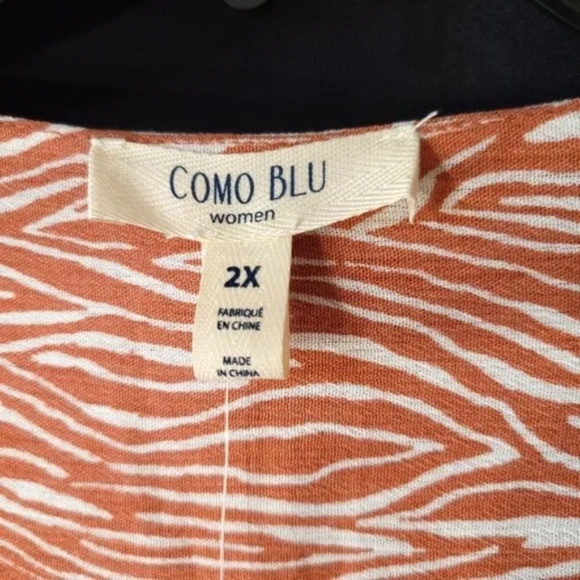 COMO BLU
women
2X
FABRIQUÉ
EN CHINE
MADE
IN CHINA